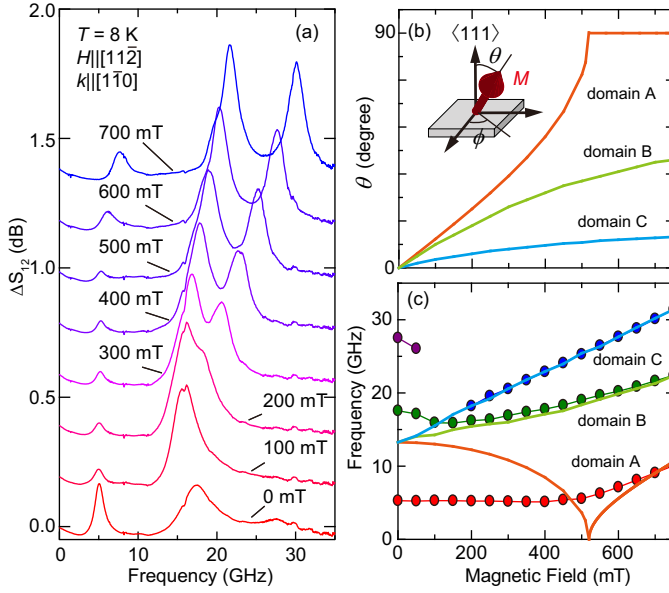 (a)
T = 8 K
H||[112̄]
k||[11̄0]
700 mT
600 mT
500 mT
400 mT
300 mT
200 mT
100 mT
0 mT
2.0
1.5
1.0
0.5
0.0
ΔS₁₂ (dB)
0 10 20 30
Frequency (GHz)
(b)
⟨111⟩
θ
M
ϕ
domain A
domain B
domain C
90
0
θ (degree)
(c)
domain C
domain B
domain A
30
20
10
0
Frequency (GHz)
0 200 400 600
Magnetic Field (mT)